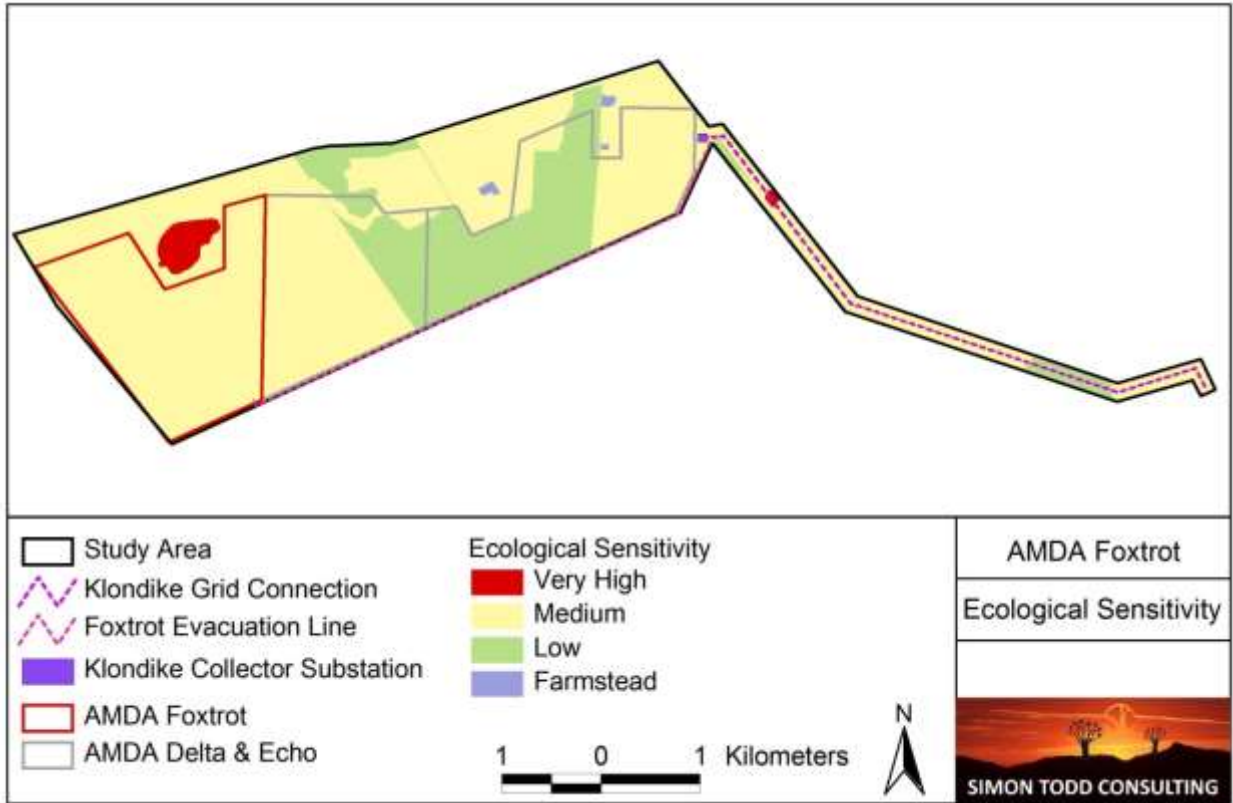 Study Area
Klondike Grid Connection
Foxtrot Evacuation Line
Klondike Collector Substation
AMDA Foxtrot
AMDA Delta & Echo
Ecological Sensitivity
Very High
Medium
Low
Farmstead
1 0 1 Kilometers
N
AMDA Foxtrot
Ecological Sensitivity
SIMON TODD CONSULTING